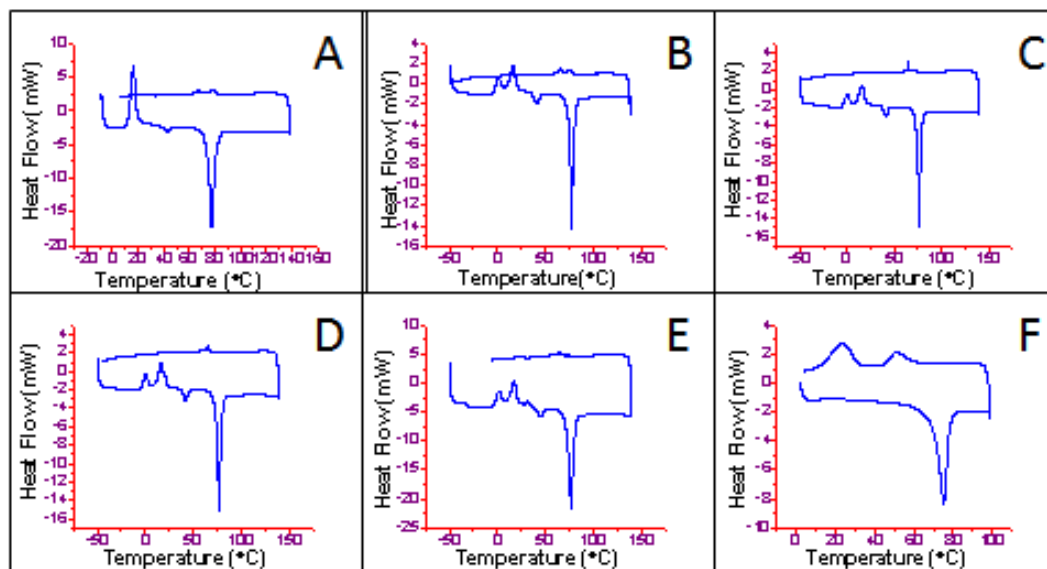 A
Heat Flow( mW)
10
5
0
-5
-10
-15
-20
-20 0 20 40 60 80 100 120 140 160
Temperature (°C)
B
Heat Flow( mW)
4
2
0
-2
-4
-6
-8
-10
-12
-14
-16
-50 0 50 100 150
Temperature(°C)
C
Heat Flow( mW)
4
2
0
-2
-4
-6
-8
-10
-12
-14
-16
-50 0 50 100 150
Temperature (°C)
D
Heat Flow( mW)
4
2
0
-2
-4
-6
-8
-10
-12
-14
-16
-50 0 50 100 150
Temperature (°C)
E
Heat Flow( mW)
10
5
0
-5
-10
-15
-20
-25
-50 0 50 100 150
Temperature (°C)
F
Heat Flow( mW)
4
2
0
-2
-4
-6
-8
-10
0 20 40 60 80 100
Temperature (°C)